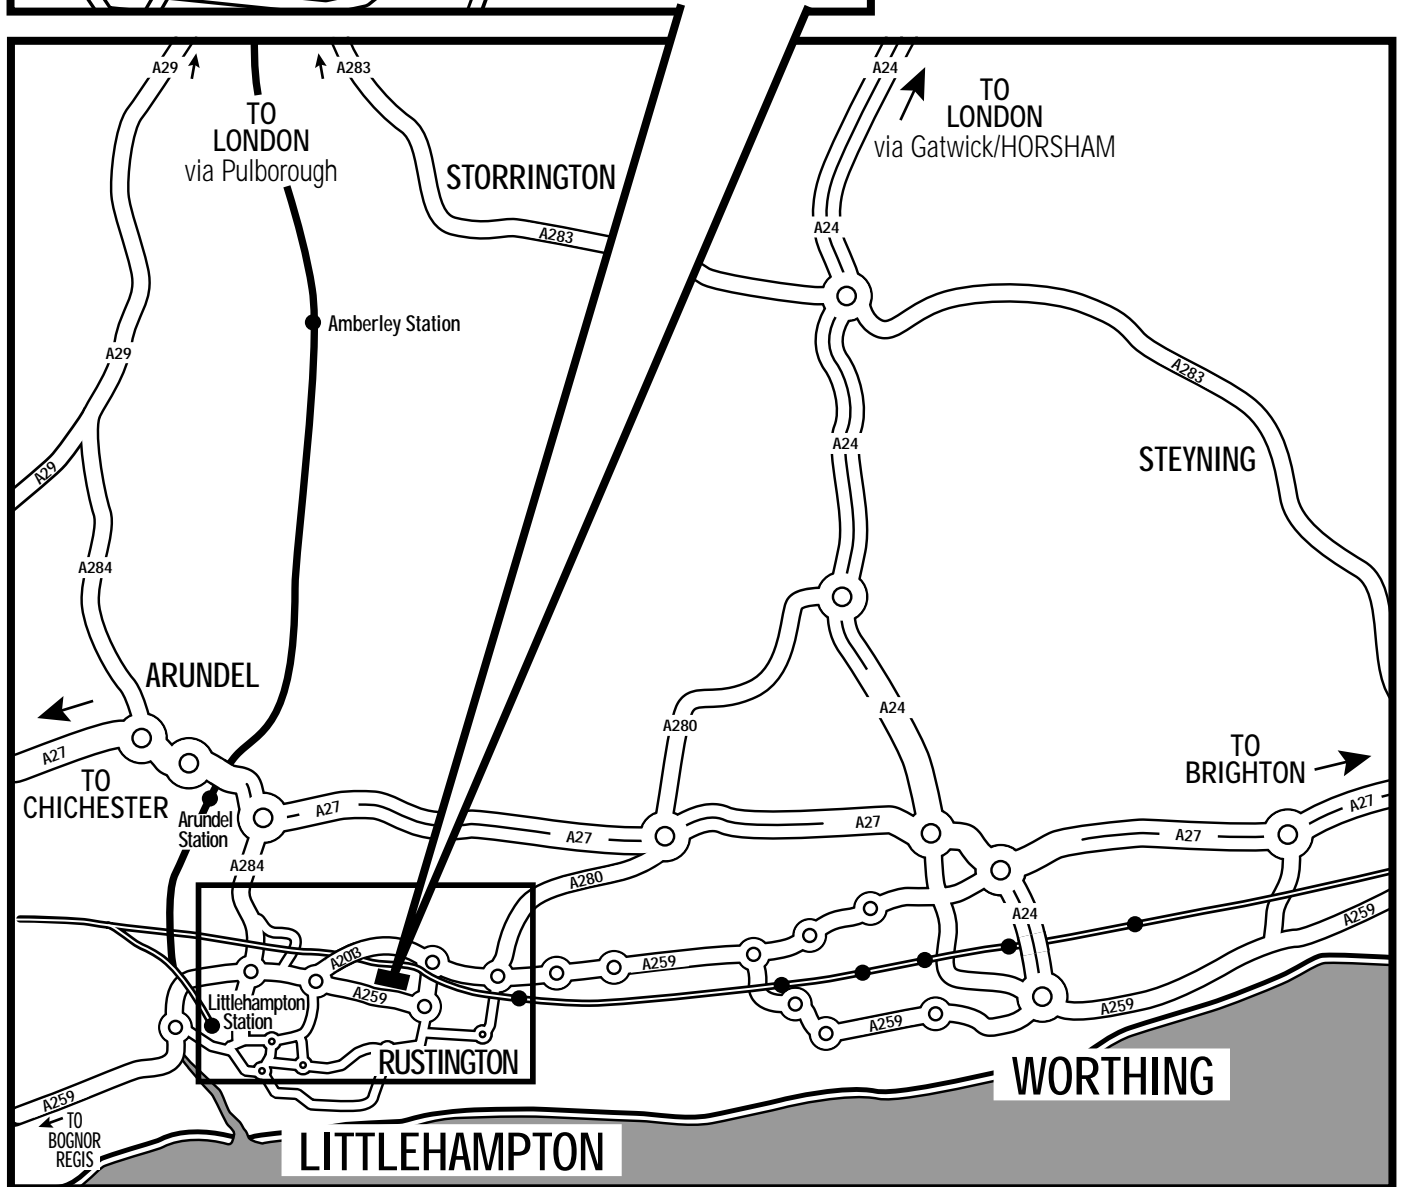 A29
A283
A24
TO
LONDON
via Pulborough
TO
LONDON
via Gatwick/HORSHAM
STORRINGTON
A283
A24
Amberley Station
A29
A283
A24
STEYNING
A29
A284
ARUNDEL
A24
A280
A27
TO
CHICHESTER
TO
BRIGHTON
Arundel
Station
A27
A27
A27
A27
A27
A284
A280
A24
A259
A2013
A259
A259
Littlehampton
Station
A259
A259
RUSTINGTON
WORTHING
A259
TO
BOGNOR
REGIS
LITTLEHAMPTON